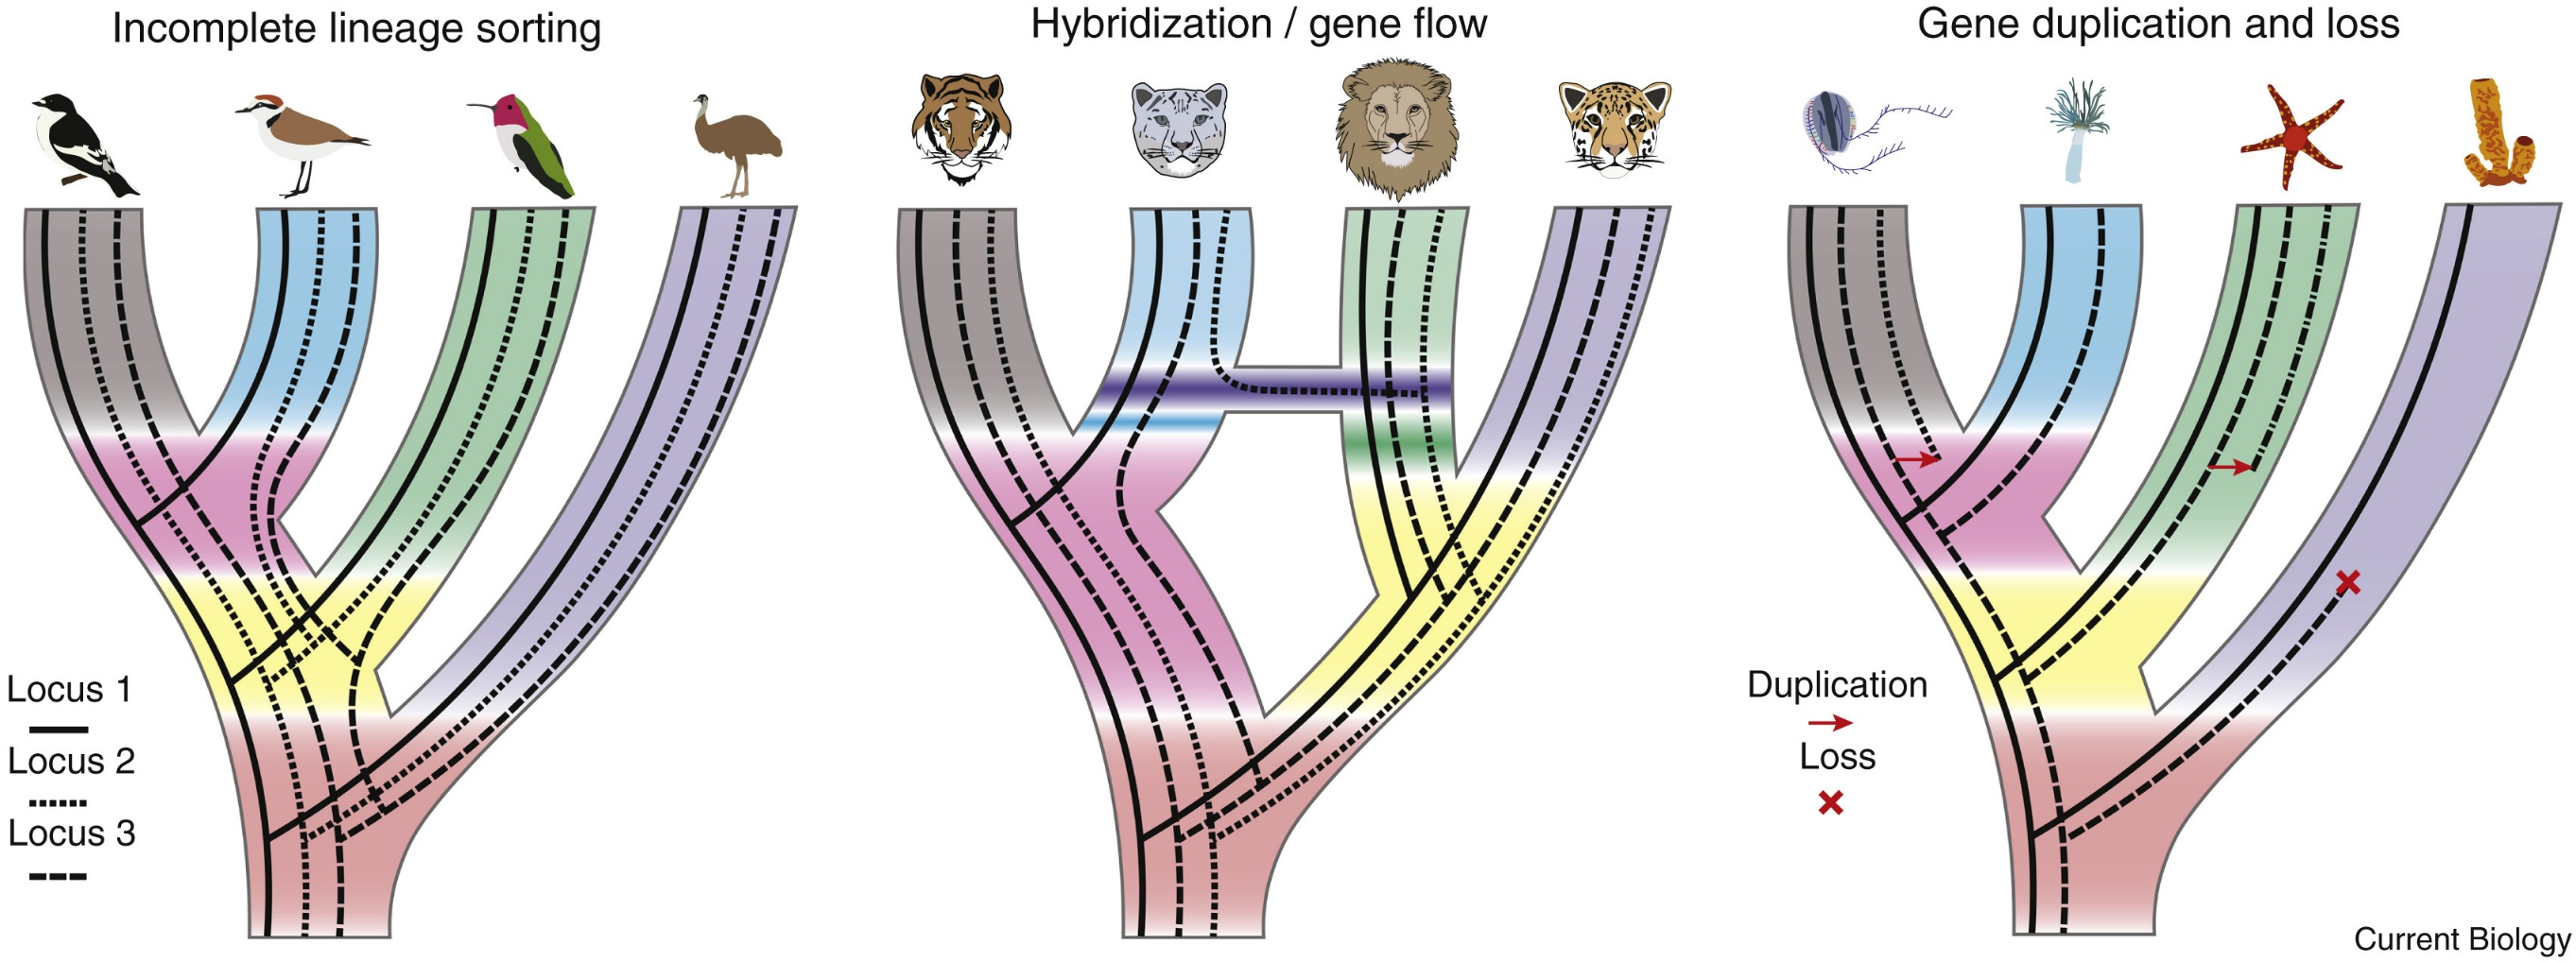 Incomplete lineage sorting
Hybridization / gene flow
Gene duplication and loss
Locus 1
Locus 2
Locus 3
Duplication
Loss
Current Biology